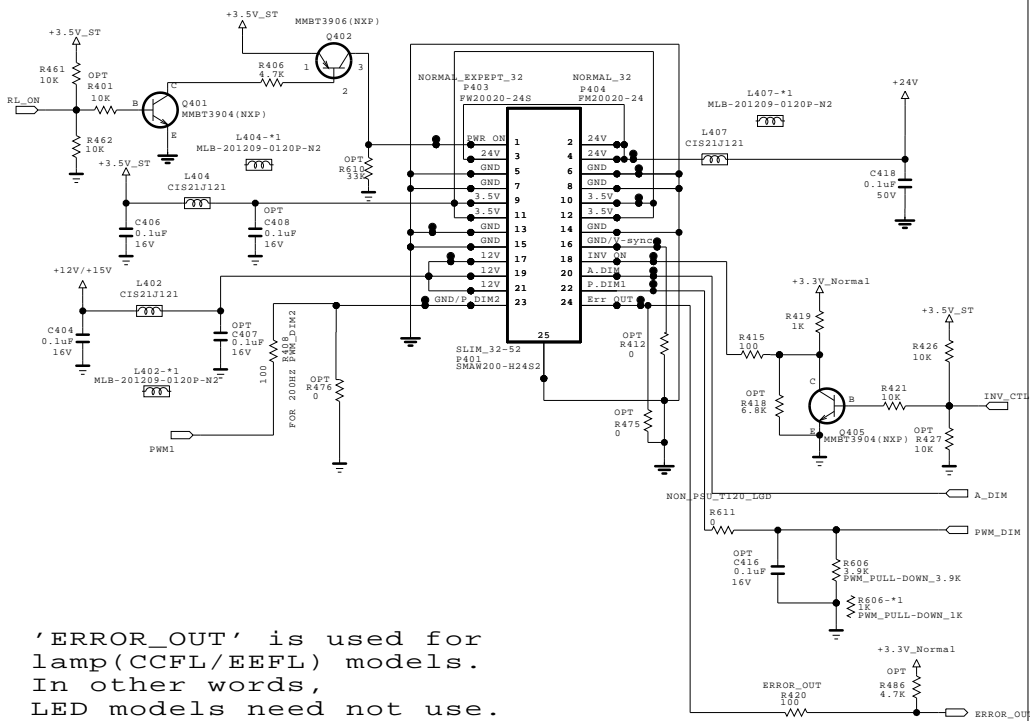 +3.5V_ST
R461
10K
OPT
R401
10K
RL_ON
R462
10K
C
B
E
Q401
MMBT3904(NXP)
+3.5V_ST
MMBT3906(NXP)
Q402
R406
4.7K
1
3
2
L404-*1
MLB-201209-0120P-N2
+3.5V_ST
L404
CIS21J121
C406
0.1uF
16V
OPT
C408
0.1uF
16V
OPT
R610
33K
+12V/+15V
L402
CIS21J121
C404
0.1uF
16V
OPT
C407
0.1uF
16V
L402-*1
MLB-201209-0120P-N2
PWM1
R408
100
FOR 200HZ PWM_DIM2
OPT
R476
0
NORMAL_EXPEPT_32
P403
FW20020-24S
NORMAL_32
P404
FM20020-24
PWR ON
1
2
24V
24V
3
4
24V
GND
5
6
GND
GND
7
8
GND
3.5V
9
10
3.5V
3.5V
11
12
3.5V
GND
13
14
GND
GND
15
16
GND/V-sync
12V
17
18
INV ON
12V
19
20
A.DIM
12V
21
22
P.DIM1
GND/P.DIM2
23
24
Err OUT
25
SLIM_32-52
P401
SMAW200-H24S2
L407-*1
MLB-201209-0120P-N2
L407
CIS21J121
+24V
C418
0.1uF
50V
OPT
R412
0
OPT
R475
0
+3.3V_Normal
R419
1K
R415
100
OPT
R418
6.8K
C
B
E
Q405
MMBT3904(NXP)
+3.5V_ST
R426
10K
R421
10K
INV_CTL
OPT
R427
10K
NON_PSU_T120_LGD
A_DIM
R611
0
PWM_DIM
OPT
C416
0.1uF
16V
R606
3.9K
PWM_PULL-DOWN_3.9K
R606-*1
1K
PWM_PULL-DOWN_1K
+3.3V_Normal
OPT
R486
4.7K
ERROR_OUT
R420
100
ERROR_OU
'ERROR_OUT' is used for
lamp(CCFL/EEFL) models.
In other words,
LED models need not use.